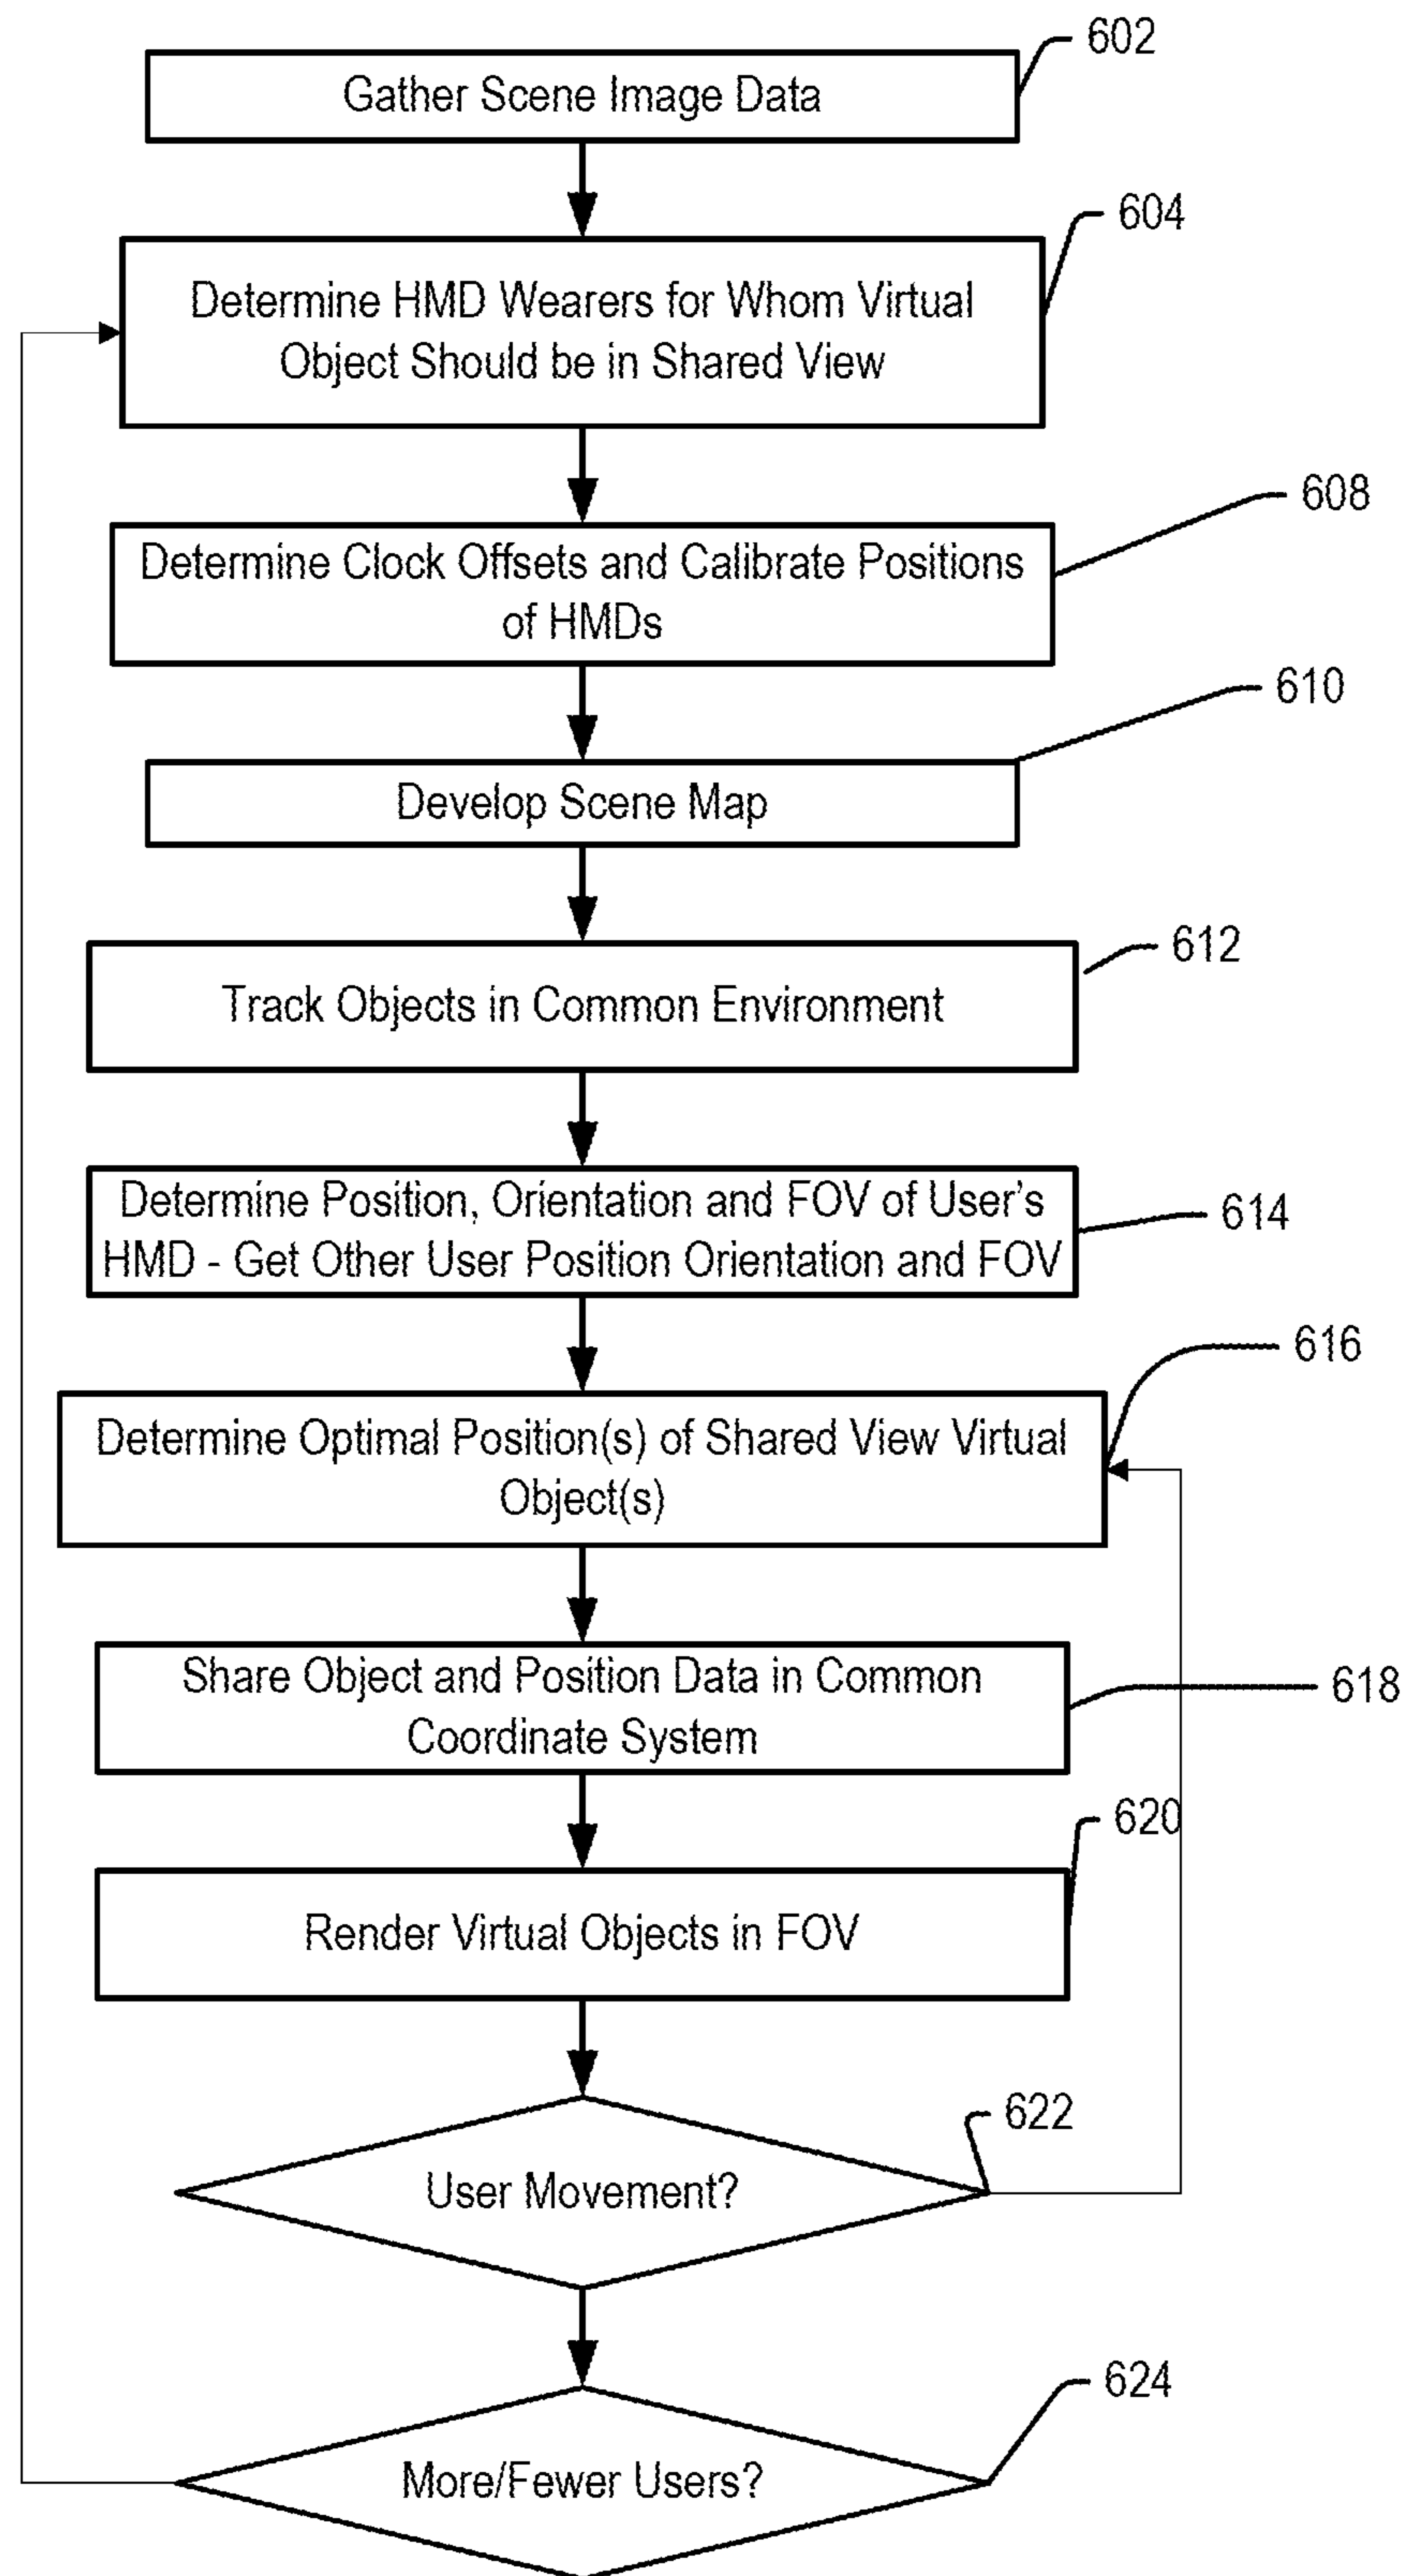 602
Gather Scene Image Data
604
Determine HMD Wearers for Whom Virtual
Object Should be in Shared View
608
Determine Clock Offsets and Calibrate Positions
of HMDs
610
Develop Scene Map
612
Track Objects in Common Environment
614
Determine Position, Orientation and FOV of User's
HMD - Get Other User Position Orientation and FOV
616
Determine Optimal Position(s) of Shared View Virtual
Object(s)
618
Share Object and Position Data in Common
Coordinate System
620
Render Virtual Objects in FOV
622
User Movement?
624
More/Fewer Users?